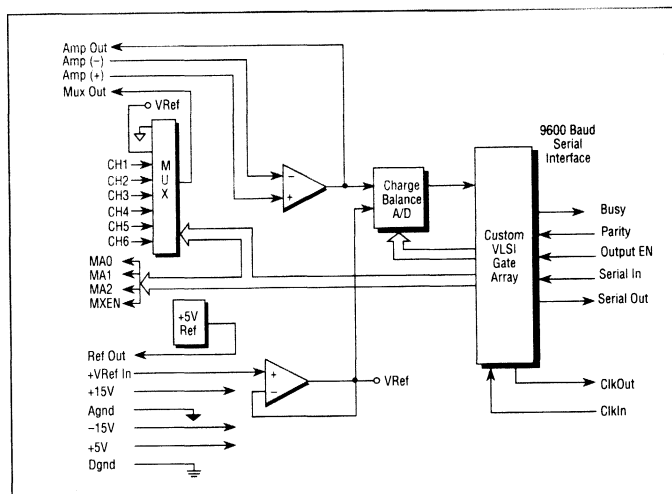 Amp Out
Amp (–)
Amp (+)
Mux Out
VRef
MUX
CH1
CH2
CH3
CH4
CH5
CH6
MA0
MA1
MA2
MXEN
+5V
Ref
Ref Out
+VRef In
+15V
Agnd
–15V
+5V
Dgnd
–
+
Charge
Balance
A/D
+
–
VRef
Custom
VLSI
Gate
Array
9600 Baud
Serial
Interface
Busy
Parity
Output EN
Serial In
Serial Out
ClkOut
ClkIn